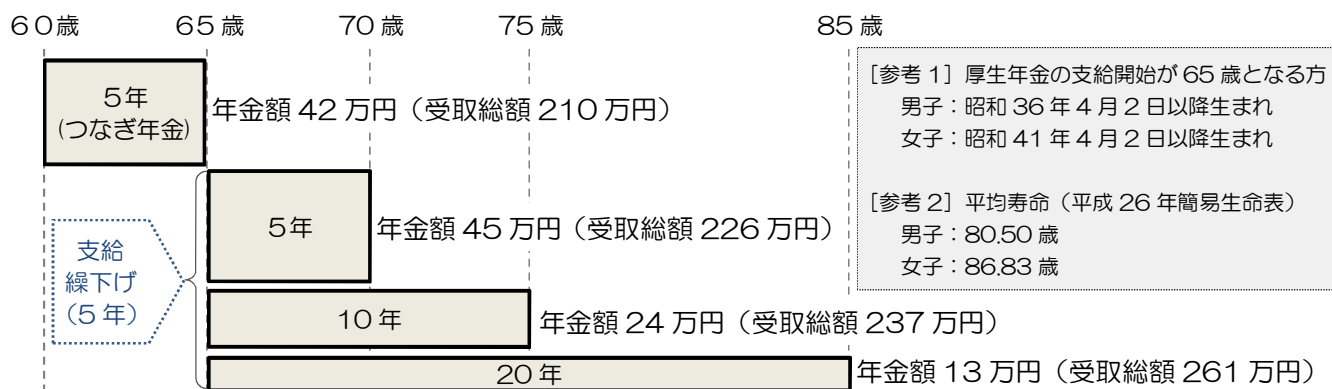 60歳 65歳 70歳 75歳 85歳
5年
(つなぎ年金)
年金額 42 万円（受取総額 210 万円）
支給
繰下げ
（5 年）
5年
年金額 45 万円（受取総額 226 万円）
10年
年金額 24 万円（受取総額 237 万円）
20年
年金額 13 万円（受取総額 261 万円）
［参考 1］厚生年金の支給開始が 65 歳となる方
男子：昭和 36 年 4 月 2 日以降生まれ
女子：昭和 41 年 4 月 2 日以降生まれ
［参考 2］平均寿命（平成 26 年簡易生命表）
男子：80.50 歳
女子：86.83 歳